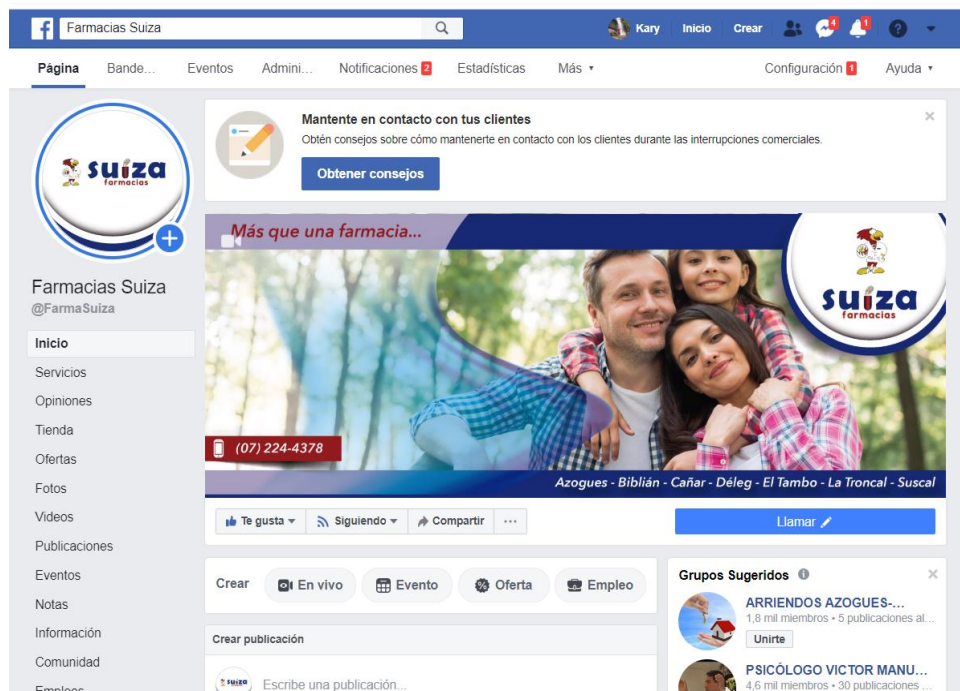 Farmacias Suiza
Kary Inicio Crear 4 1
Página Bande... Eventos Admini... Notificaciones 2 Estadísticas Más Configuración 1 Ayuda
suiza
farmacias
Farmacias Suiza
@FarmaSuiza
Inicio
Servicios
Opiniones
Tienda
Ofertas
Fotos
Videos
Publicaciones
Eventos
Notas
Información
Comunidad
Empleos
Mantente en contacto con tus clientes
Obtén consejos sobre cómo mantenerte en contacto con los clientes durante las interrupciones comerciales.
Obtener consejos
Más que una farmacia...
suiza
farmacias
(07) 224-4378
Azogues - Biblián - Cañar - Déleg - El Tambo - La Troncal - Suscal
Te gusta Siguiendo Compartir ... Llamar
Crear En vivo Evento Oferta Empleo
Crear publicación
suiza
Escribe una publicación...
Grupos Sugeridos
ARRIENDOS AZOGUES-...
1,8 mil miembros • 5 publicaciones al...
Unirte
PSICÓLOGO VICTOR MANU...
4,6 mil miembros • 30 publicaciones ...